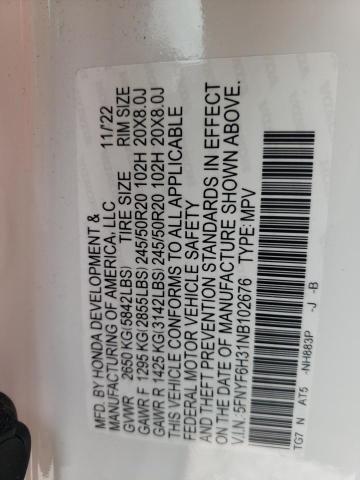 MFD. BY HONDA DEVELOPMENT &
MANUFACTURING OF AMERICA, LLC 11/22
GVWR 2650 KG(5842LBS) TIRE SIZE RIM SIZE
GAWR F 1295 KG(2855LBS) 245/50R20 102H 20X8.0J
GAWR R 1425 KG(3142LBS) 245/50R20 102H 20X8.0J
THIS VEHICLE CONFORMS TO ALL APPLICABLE
FEDERAL MOTOR VEHICLE SAFETY
AND THEFT PREVENTION STANDARDS IN EFFECT
ON THE DATE OF MANUFACTURE SHOWN ABOVE.
V.I.N.:5FNYF6H31NB102676 TYPE: MPV
TG7 N AT5 -NH883P -J -B